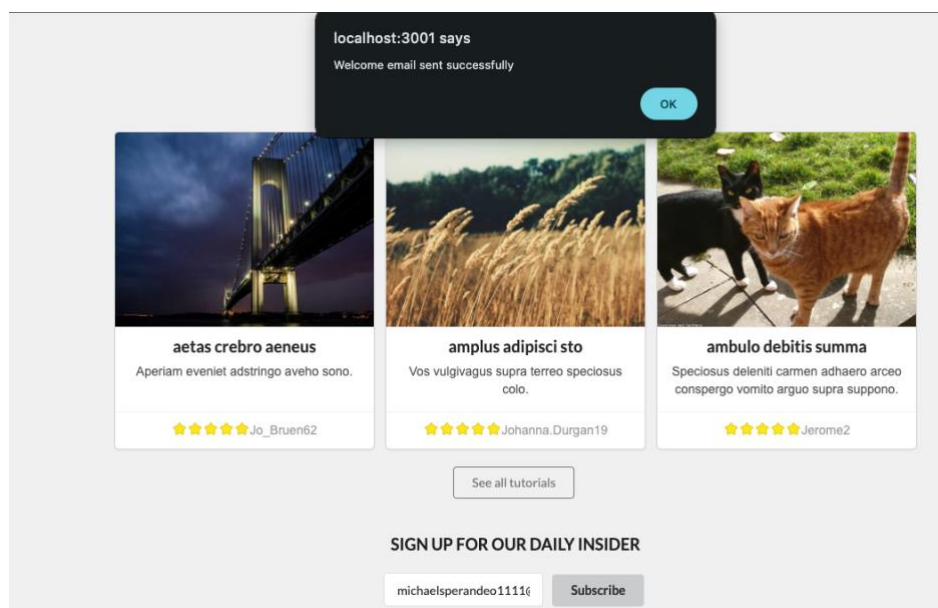 localhost:3001 says
Welcome email sent successfully
OK
aetas crebro aeneus
amplus adipisci sto
ambulo debitis summa
Aperiam eveniet adstringo aveho sono.
Vos vulgivagus supra terreo speciosus
colo.
Speciosus deleniti carmen adhaero arceo
conspergo vomito arguo supra suppono.
Jo_Bruen62
Johanna.Durgan19
Jerome2
See all tutorials
SIGN UP FOR OUR DAILY INSIDER
michaelsperandeo1111@
Subscribe